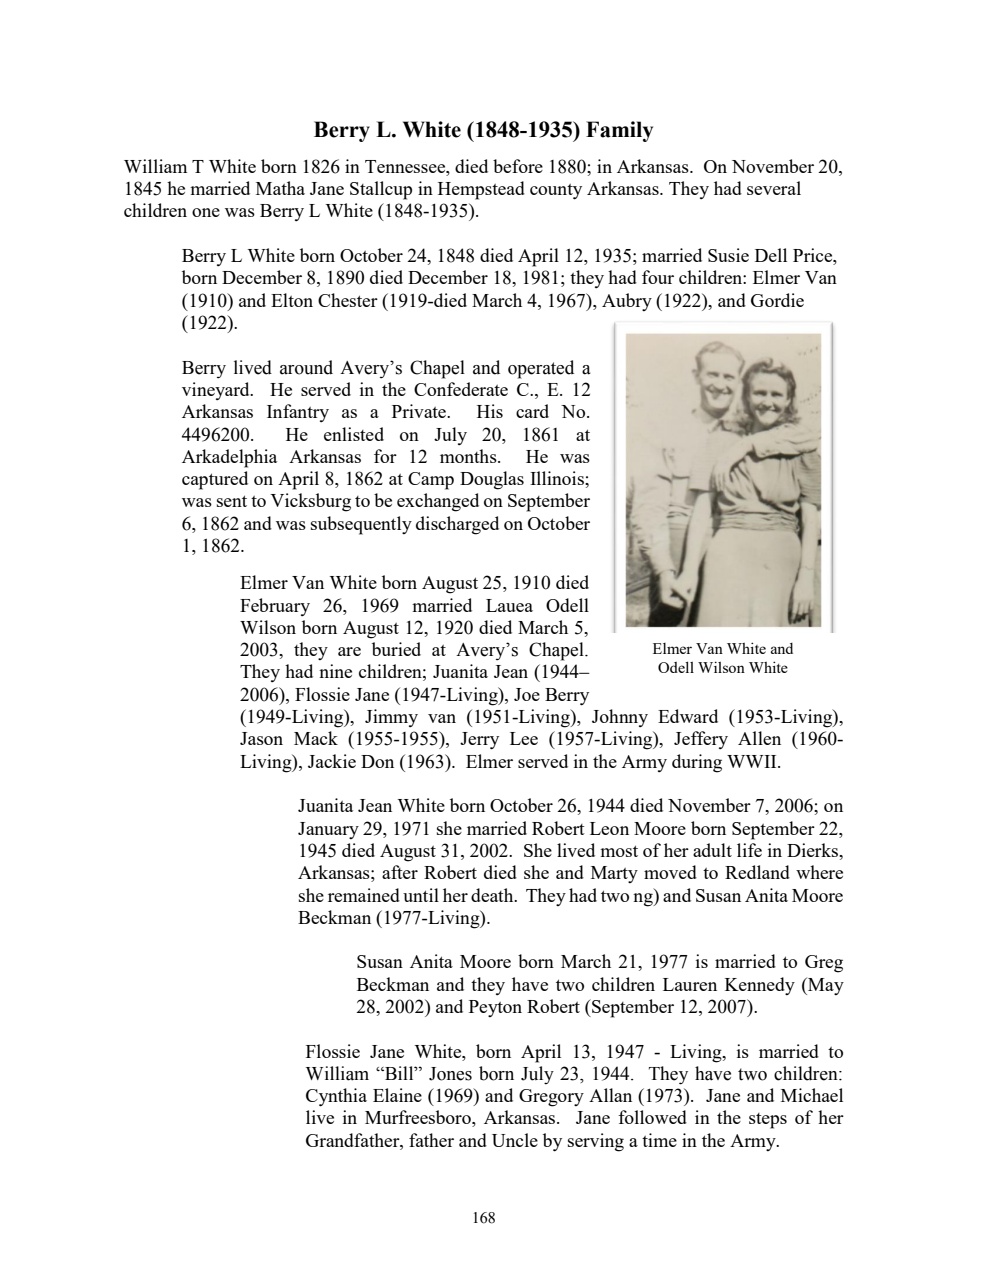 Berry L. White (1848-1935) Family
William T White born 1826 in Tennessee, died before 1880; in Arkansas.  On November 20,
1845 he married Matha Jane Stallcup in Hempstead county Arkansas. They had several
children one was Berry L White (1848-1935).
Berry L White born October 24, 1848 died April 12, 1935; married Susie Dell Price,
born December 8, 1890 died December 18, 1981; they had four children: Elmer Van
(1910) and Elton Chester (1919-died March 4, 1967), Aubry (1922), and Gordie
(1922).
Berry lived around Avery’s Chapel and operated a
vineyard.  He served in the Confederate C., E. 12
Arkansas Infantry as a Private.  His card No.
4496200.  He enlisted on July 20, 1861 at
Arkadelphia Arkansas for 12 months.  He was
captured on April 8, 1862 at Camp Douglas Illinois;
was sent to Vicksburg to be exchanged on September
6, 1862 and was subsequently discharged on October
1, 1862.
Elmer Van White born August 25, 1910 died
February 26, 1969 married Lauea Odell
Wilson born August 12, 1920 died March 5,
2003, they are buried at Avery’s Chapel.
They had nine children; Juanita Jean (1944–
2006), Flossie Jane (1947-Living), Joe Berry
(1949-Living), Jimmy van (1951-Living), Johnny Edward (1953-Living),
Jason Mack (1955-1955), Jerry Lee (1957-Living), Jeffery Allen (1960-
Living), Jackie Don (1963).  Elmer served in the Army during WWII.
Elmer Van White and
Odell Wilson White
Juanita Jean White born October 26, 1944 died November 7, 2006; on
January 29, 1971 she married Robert Leon Moore born September 22,
1945 died August 31, 2002.  She lived most of her adult life in Dierks,
Arkansas; after Robert died she and Marty moved to Redland where
she remained until her death.  They had two ng) and Susan Anita Moore
Beckman (1977-Living).
Susan Anita Moore born March 21, 1977 is married to Greg
Beckman and they have two children Lauren Kennedy (May
28, 2002) and Peyton Robert (September 12, 2007).
Flossie Jane White, born April 13, 1947 - Living, is married to
William “Bill” Jones born July 23, 1944.  They have two children:
Cynthia Elaine (1969) and Gregory Allan (1973).  Jane and Michael
live in Murfreesboro, Arkansas.  Jane followed in the steps of her
Grandfather, father and Uncle by serving a time in the Army.
168